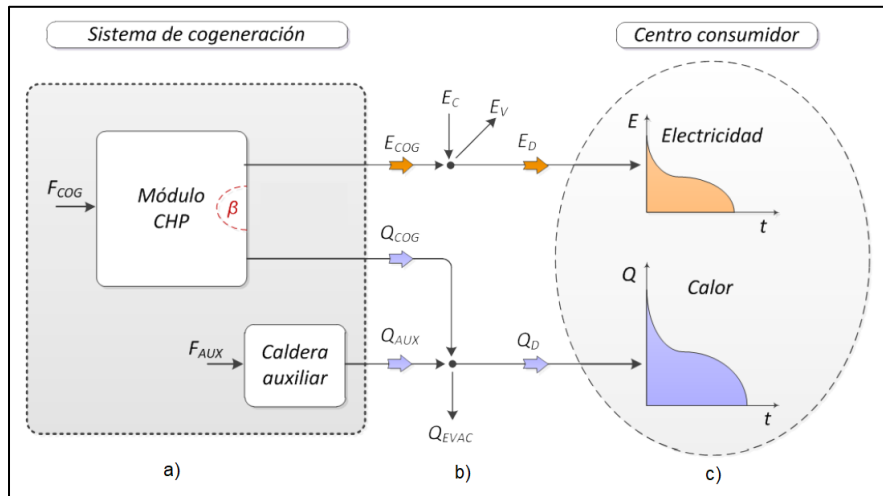 Sistema de cogeneración
Centro consumidor
E_C
E_V
E
Electricidad
E_COG
E_D
F_COG
Módulo
CHP
β
t
Q_COG
Q
Calor
F_AUX
Caldera
auxiliar
Q_AUX
Q_D
t
Q_EVAC
a)
b)
c)